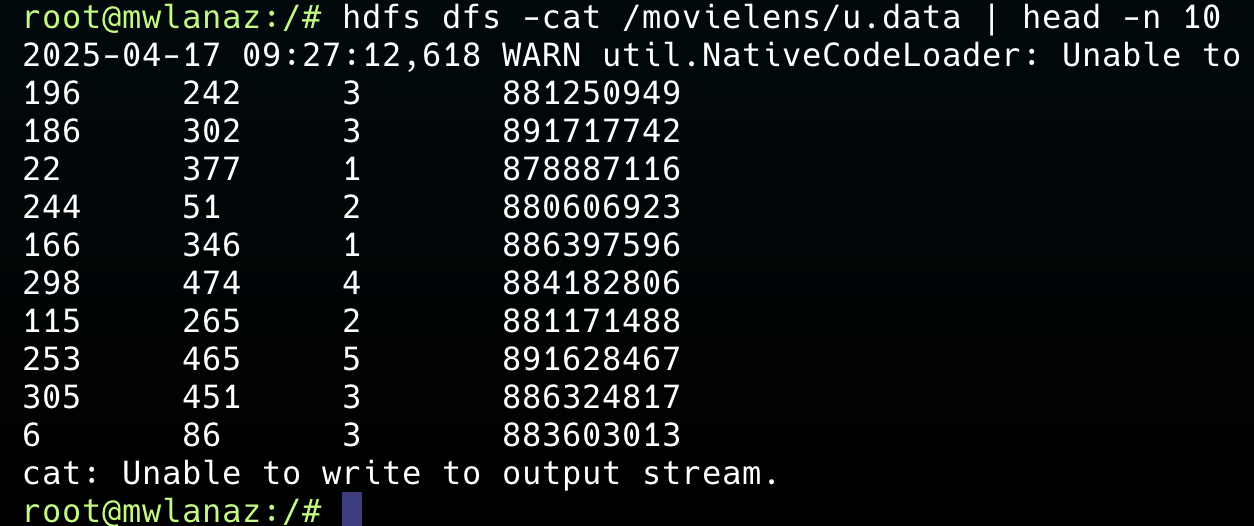 root@mwlanaz:/# hdfs dfs -cat /movielens/u.data | head -n 10
2025-04-17 09:27:12,618 WARN util.NativeCodeLoader: Unable to
196     242     3       881250949
186     302     3       891717742
22      377     1       878887116
244     51      2       880606923
166     346     1       886397596
298     474     4       884182806
115     265     2       881171488
253     465     5       891628467
305     451     3       886324817
6       86      3       883603013
cat: Unable to write to output stream.
root@mwlanaz:/#